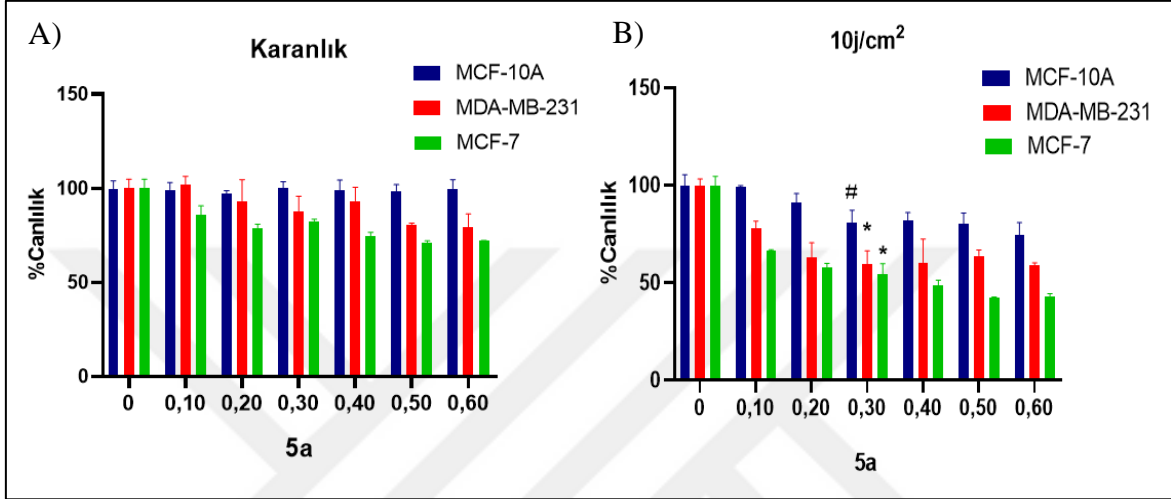 A)
Karanlık
MCF-10A
MDA-MB-231
MCF-7
150
100
50
0
%Canlılık
0 0,10 0,20 0,30 0,40 0,50 0,60
5a
B)
10j/cm²
MCF-10A
MDA-MB-231
MCF-7
150
100
50
0
%Canlılık
#
*
*
0 0,10 0,20 0,30 0,40 0,50 0,60
5a